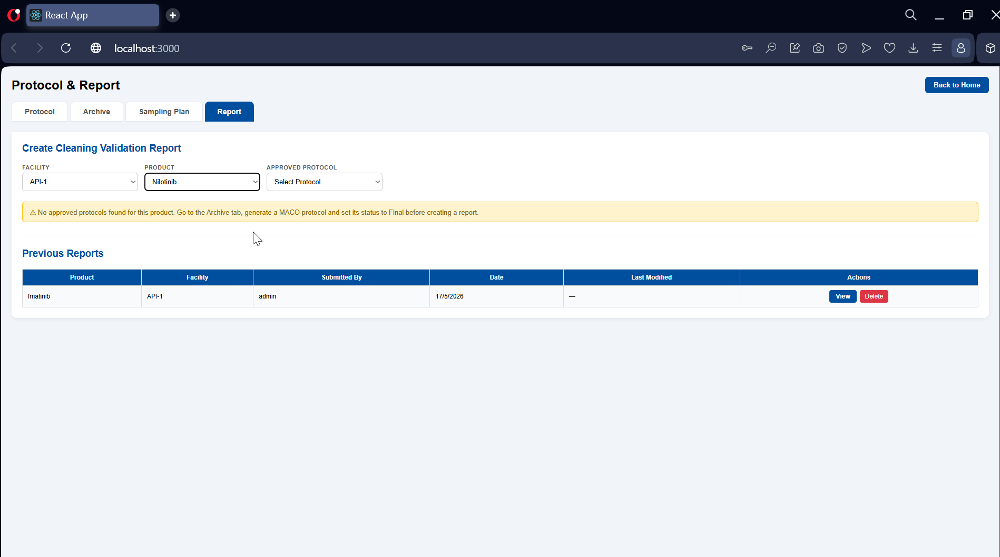 React App
localhost:3000
Protocol & Report
Back to Home
Protocol
Archive
Sampling Plan
Report
Create Cleaning Validation Report
FACILITY
PRODUCT
APPROVED PROTOCOL
API-1
Nilotinib
Select Protocol
⚠ No approved protocols found for this product. Go to the Archive tab, generate a MACO protocol and set its status to Final before creating a report.
Previous Reports
Product Facility Submitted By Date Last Modified Actions
Imatinib API-1 admin 17/5/2026 — View Delete